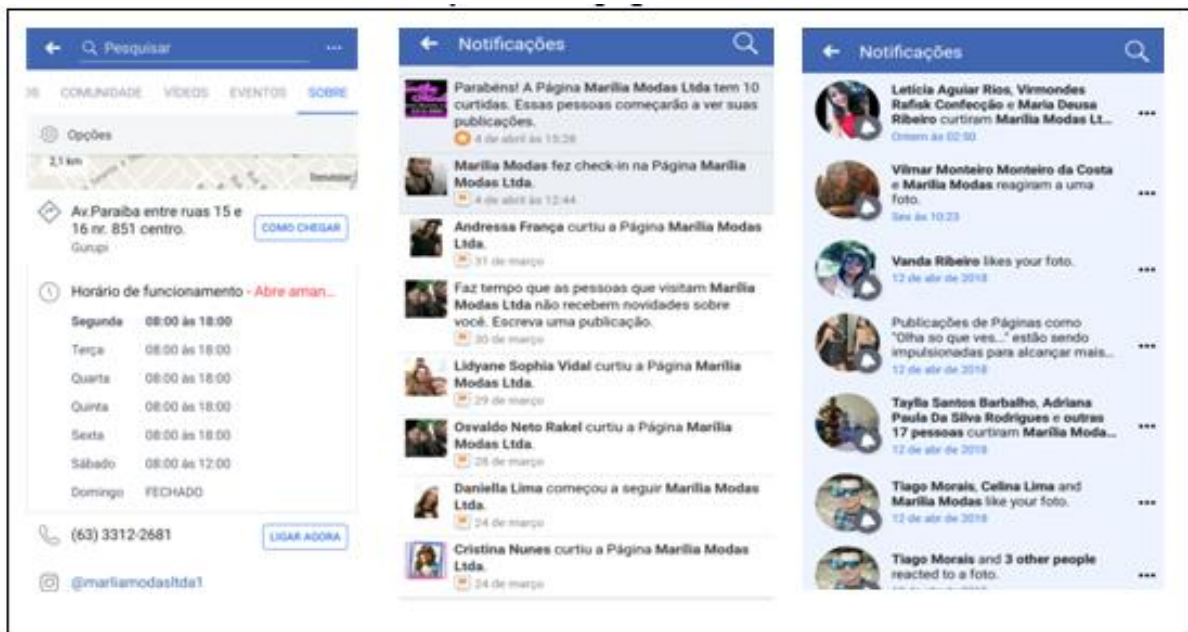 Pesquisar
OS COMUNIDADE VÍDEOS EVENTOS SOBRE
Opções
2,1 km
Av.Paraiba entre ruas 15 e
16 nr. 851 centro.
Gurupi
COMO CHEGAR
Horário de funcionamento - Abre aman...
Segunda 08:00 às 18:00
Terça 08:00 às 18:00
Quarta 08:00 às 18:00
Quinta 08:00 às 18:00
Sexta 08:00 às 18:00
Sábado 08:00 às 12:00
Domingo FECHADO
(63) 3312-2681
LIGAR AGORA
@marliamodasltda1
Notificações
Parabéns! A Página Marília Modas Ltda tem 10
curtidas. Essas pessoas começarão a ver suas
publicações.
4 de abril às 15:28
Marília Modas fez check-in na Página Marília
Modas Ltda.
4 de abril às 12:44
Andressa França curtiu a Página Marília Modas
Ltda.
31 de março
Faz tempo que as pessoas que visitam Marília
Modas Ltda não recebem novidades sobre
você. Escreva uma publicação.
30 de março
Lidyane Sophia Vidal curtiu a Página Marília
Modas Ltda.
29 de março
Osvaldo Neto Rakel curtiu a Página Marília
Modas Ltda.
28 de março
Daniella Lima começou a seguir Marília Modas
Ltda.
24 de março
Cristina Nunes curtiu a Página Marília Modas
Ltda.
24 de março
Notificações
Letícia Aguiar Rios, Virmondes
Rafisk Confecção e Maria Deusa
Ribeiro curtiram Marília Modas Lt...
Ontem às 02:50
Vilmar Monteiro Monteiro da Costa
e Marília Modas reagiram a uma
foto.
Sex às 10:23
Vanda Ribeiro likes your foto.
12 de abr de 2018
Publicações de Páginas como
"Olha so que ves..." estão sendo
impulsionadas para alcançar mais...
12 de abr de 2018
Taylla Santos Barbalho, Adriana
Paula Da Silva Rodrigues e outras
17 pessoas curtiram Marília Moda...
12 de abr de 2018
Tiago Morais, Celina Lima and
Marília Modas like your foto.
12 de abr de 2018
Tiago Morais and 3 other people
reacted to a foto.